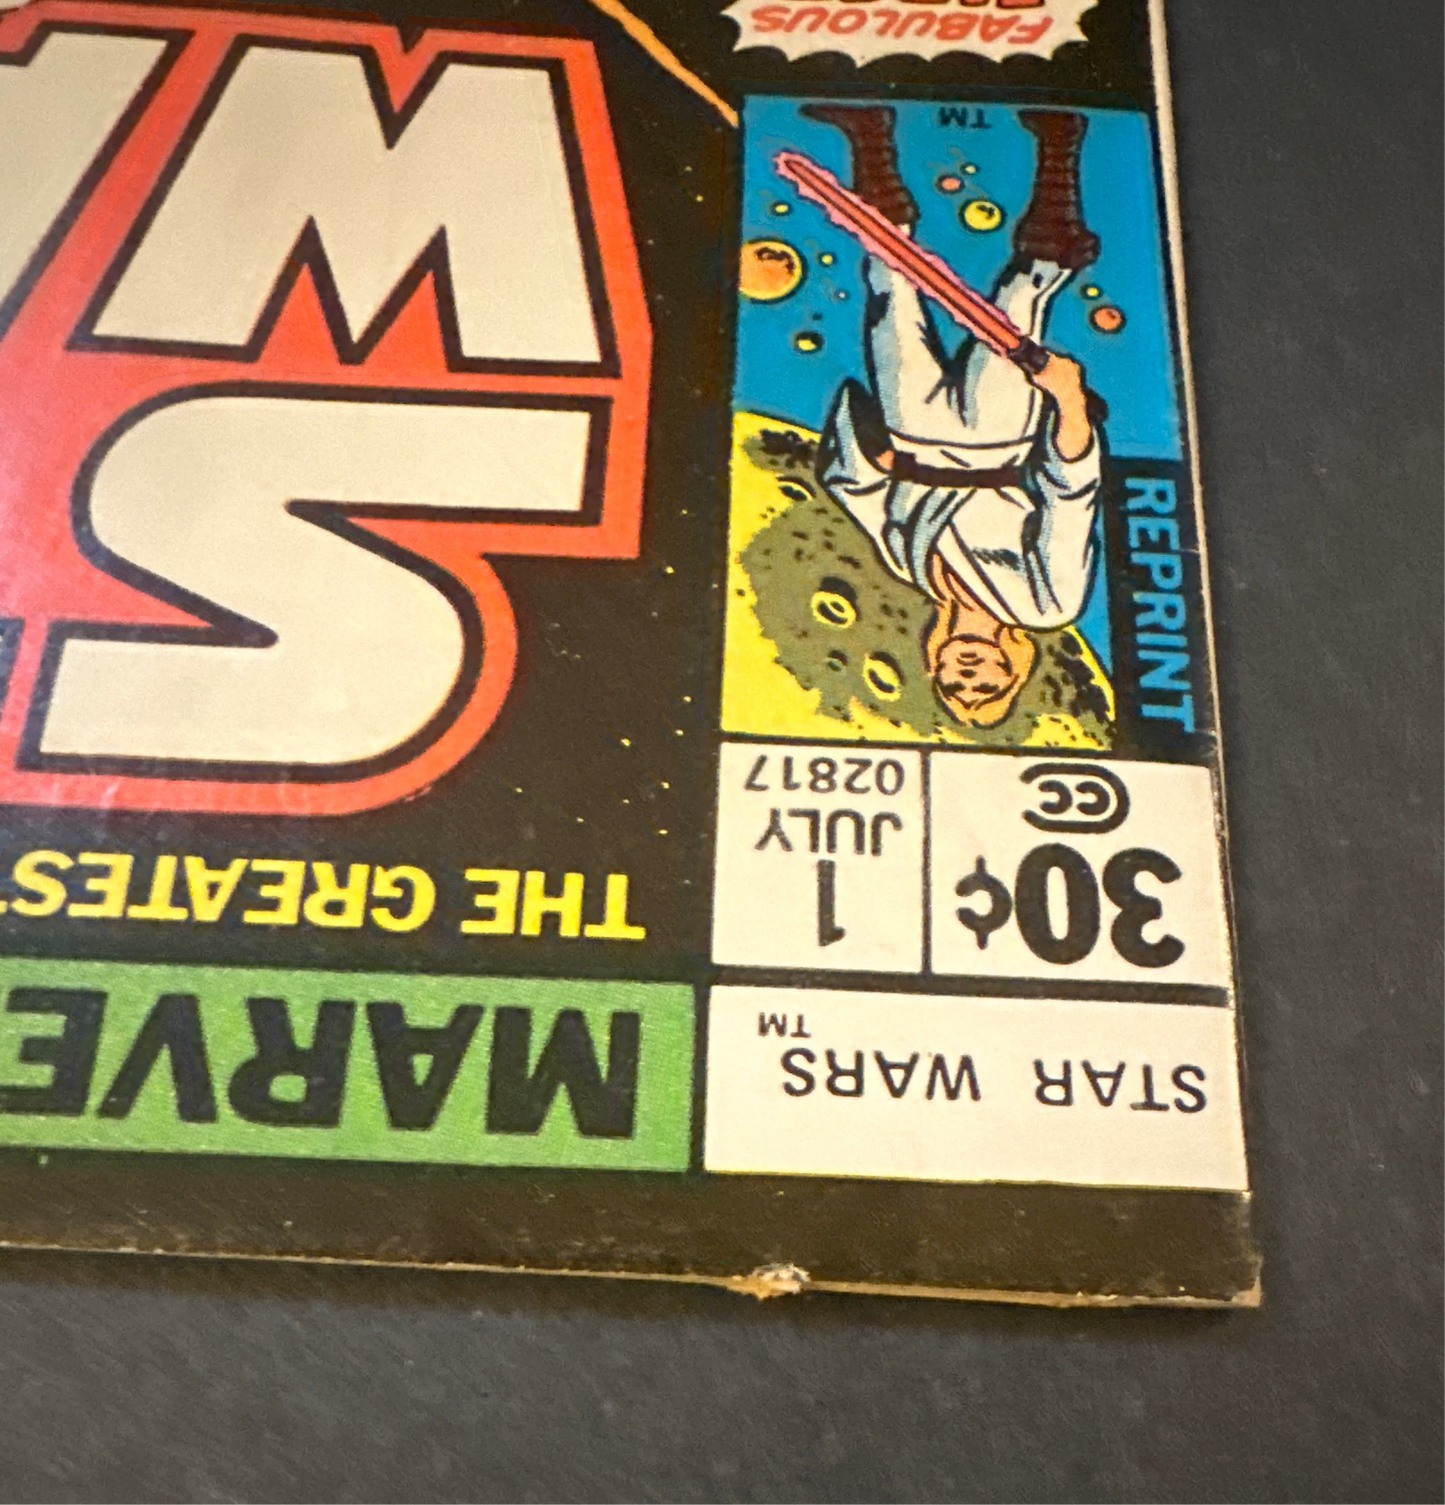 STAR WARS
TM
MARVE
30¢
1
JULY
02817
CC
THE GREATES
REPRINT
S
W
TM
FABULOUS